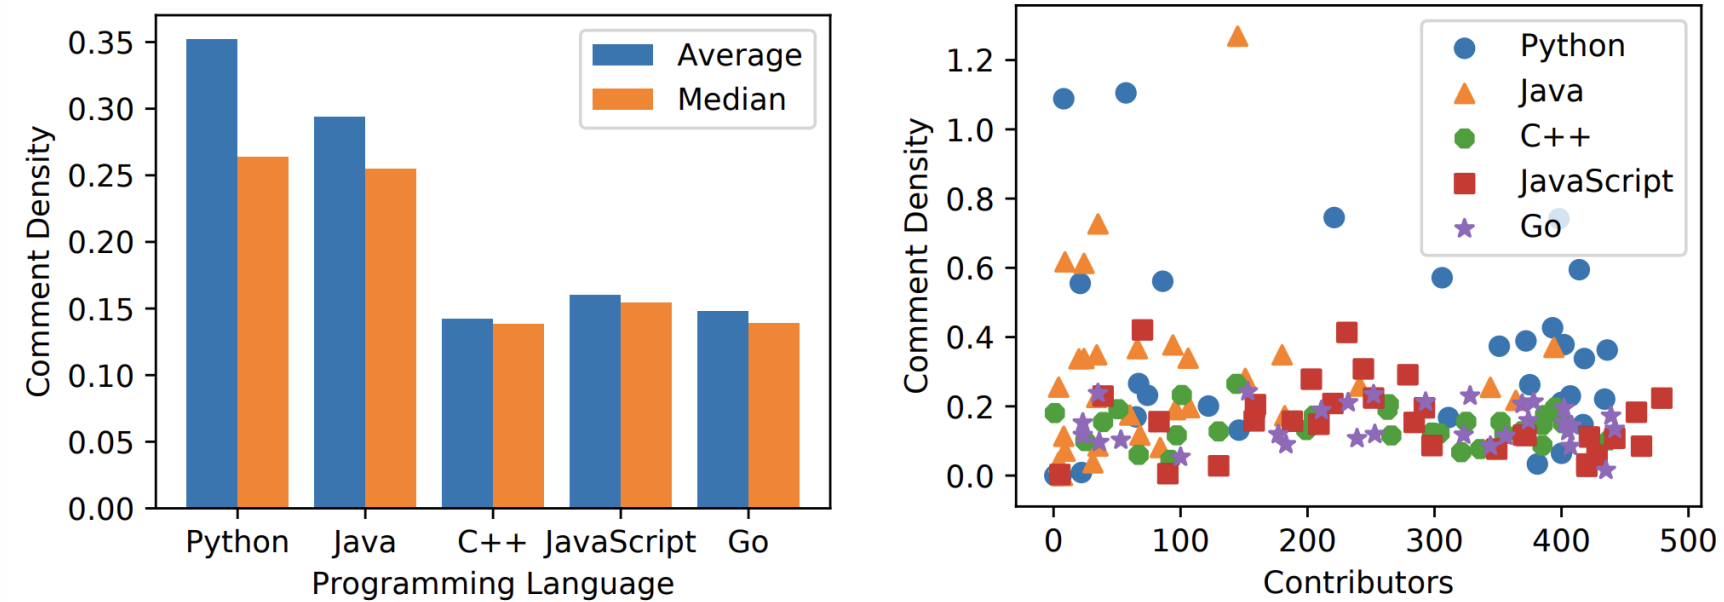 0.35
0.30
0.25
0.20
0.15
0.10
0.05
0.00
Comment Density
Average
Median
Python Java C++ JavaScript Go
Programming Language
1.2
1.0
0.8
0.6
0.4
0.2
0.0
Comment Density
Python
Java
C++
JavaScript
Go
0 100 200 300 400 500
Contributors